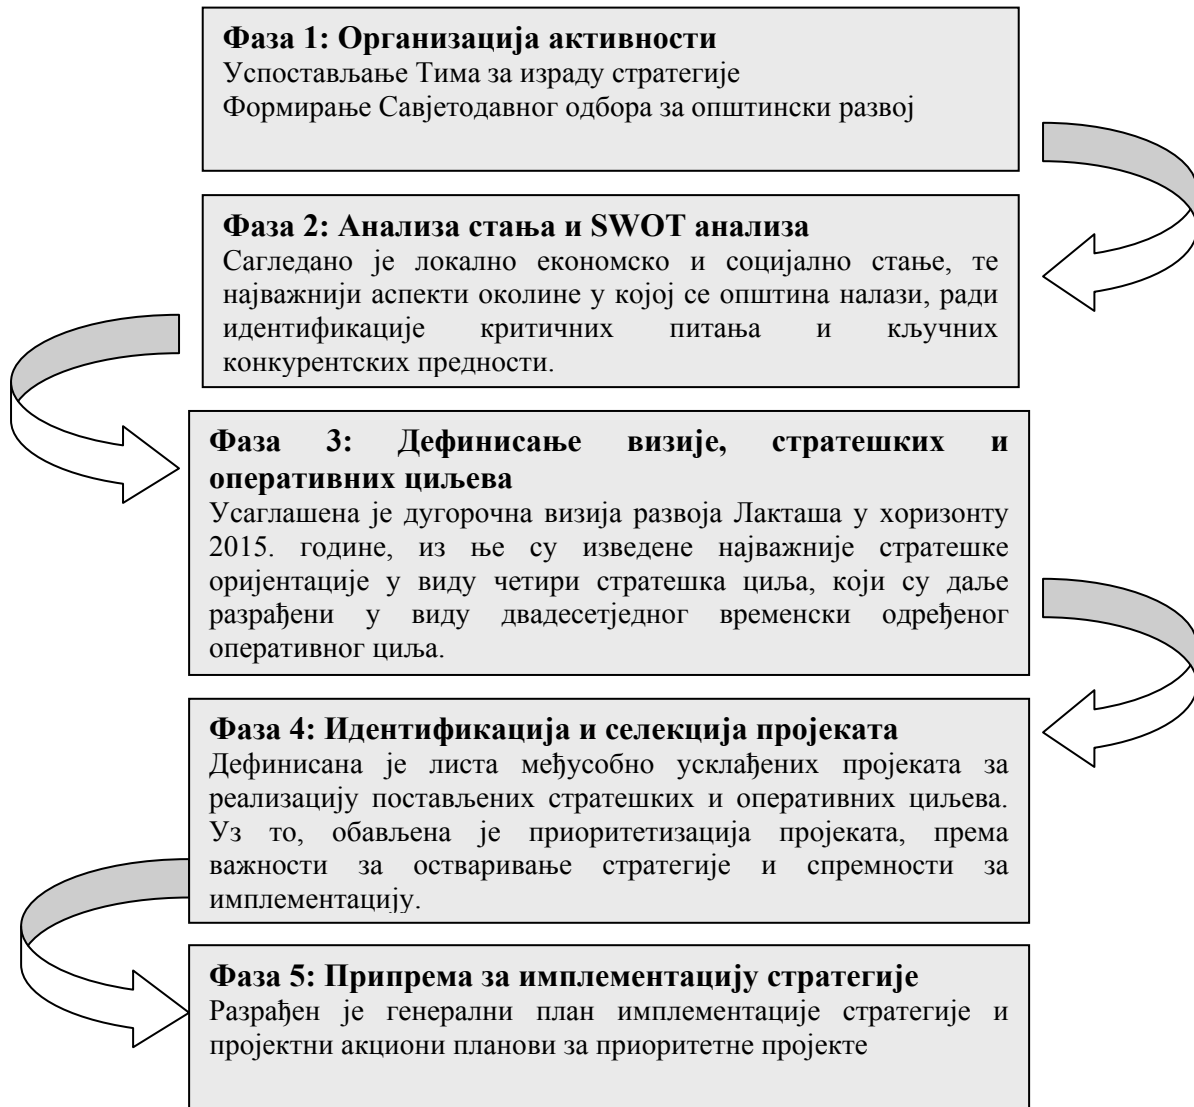 Фаза 1: Организација активности
Успостављање Тима за израду стратегије
Формирање Савјетодавног одбора за општински развој
Фаза 2: Анализа стања и SWOT анализа
Сагледано је локално економско и социјално стање, те
најважнији аспекти околине у којој се општина налази, ради
идентификације критичних питања и кључних
конкурентских предности.
Фаза 3: Дефинисање визије, стратешких и
оперативних циљева
Усаглашена је дугорочна визија развоја Лакташа у хоризонту
2015. године, из ње су изведене најважније стратешке
оријентације у виду четири стратешка циља, који су даље
разрађени у виду двадесетједног временски одређеног
оперативног циља.
Фаза 4: Идентификација и селекција пројеката
Дефинисана је листа међусобно усклађених пројеката за
реализацију постављених стратешких и оперативних циљева.
Уз то, обављена је приоритетизација пројеката, према
важности за остваривање стратегије и спремности за
имплементацију.
Фаза 5: Припрема за имплементацију стратегије
Разрађен је генерални план имплементације стратегије и
пројектни акциони планови за приоритетне пројекте